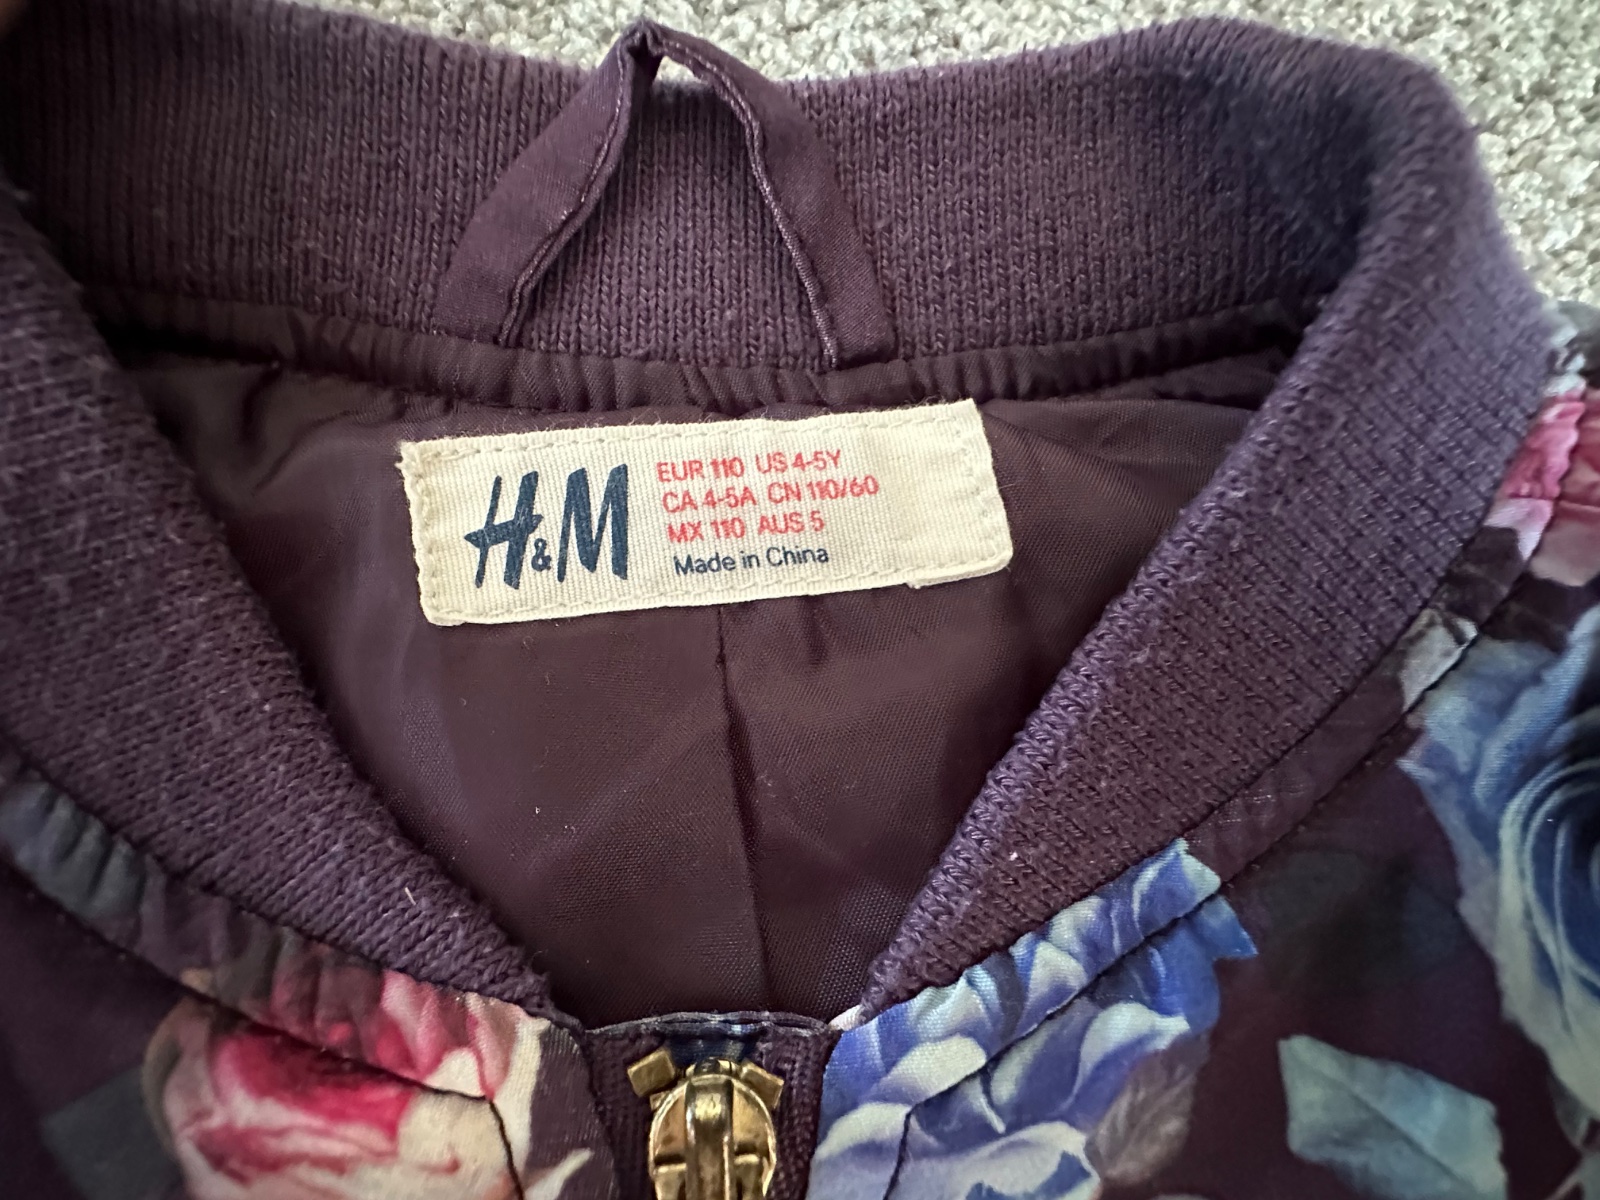 H&M
EUR 110 US 4-5Y
CA 4-5A CN 110/60
MX 110 AUS 5
Made in China